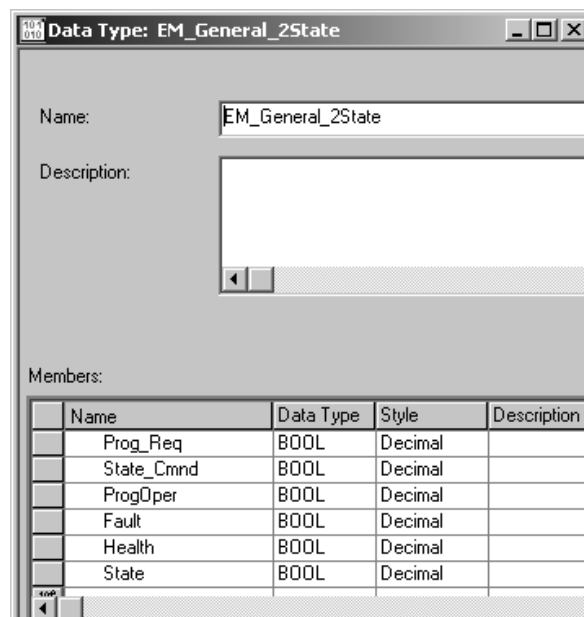 Data Type: EM_General_2State
Name: EM_General_2State
Description:
Members:
Name Data Type Style Description
Prog_Req BOOL Decimal
State_Cmnd BOOL Decimal
ProgOper BOOL Decimal
Fault BOOL Decimal
Health BOOL Decimal
State BOOL Decimal